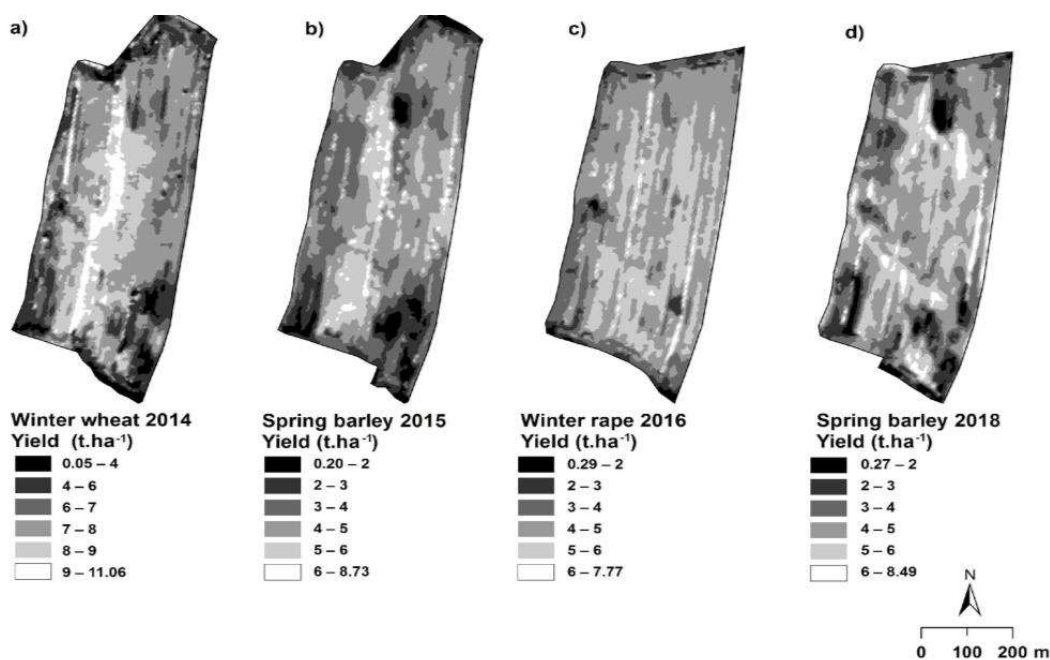 a)
b)
c)
d)
Winter wheat 2014
Yield (t.ha⁻¹)
0.05 – 4
4 – 6
6 – 7
7 – 8
8 – 9
9 – 11.06
Spring barley 2015
Yield (t.ha⁻¹)
0.20 – 2
2 – 3
3 – 4
4 – 5
5 – 6
6 – 8.73
Winter rape 2016
Yield (t.ha⁻¹)
0.29 – 2
2 – 3
3 – 4
4 – 5
5 – 6
6 – 7.77
Spring barley 2018
Yield (t.ha⁻¹)
0.27 – 2
2 – 3
3 – 4
4 – 5
5 – 6
6 – 8.49
N
0 100 200 m